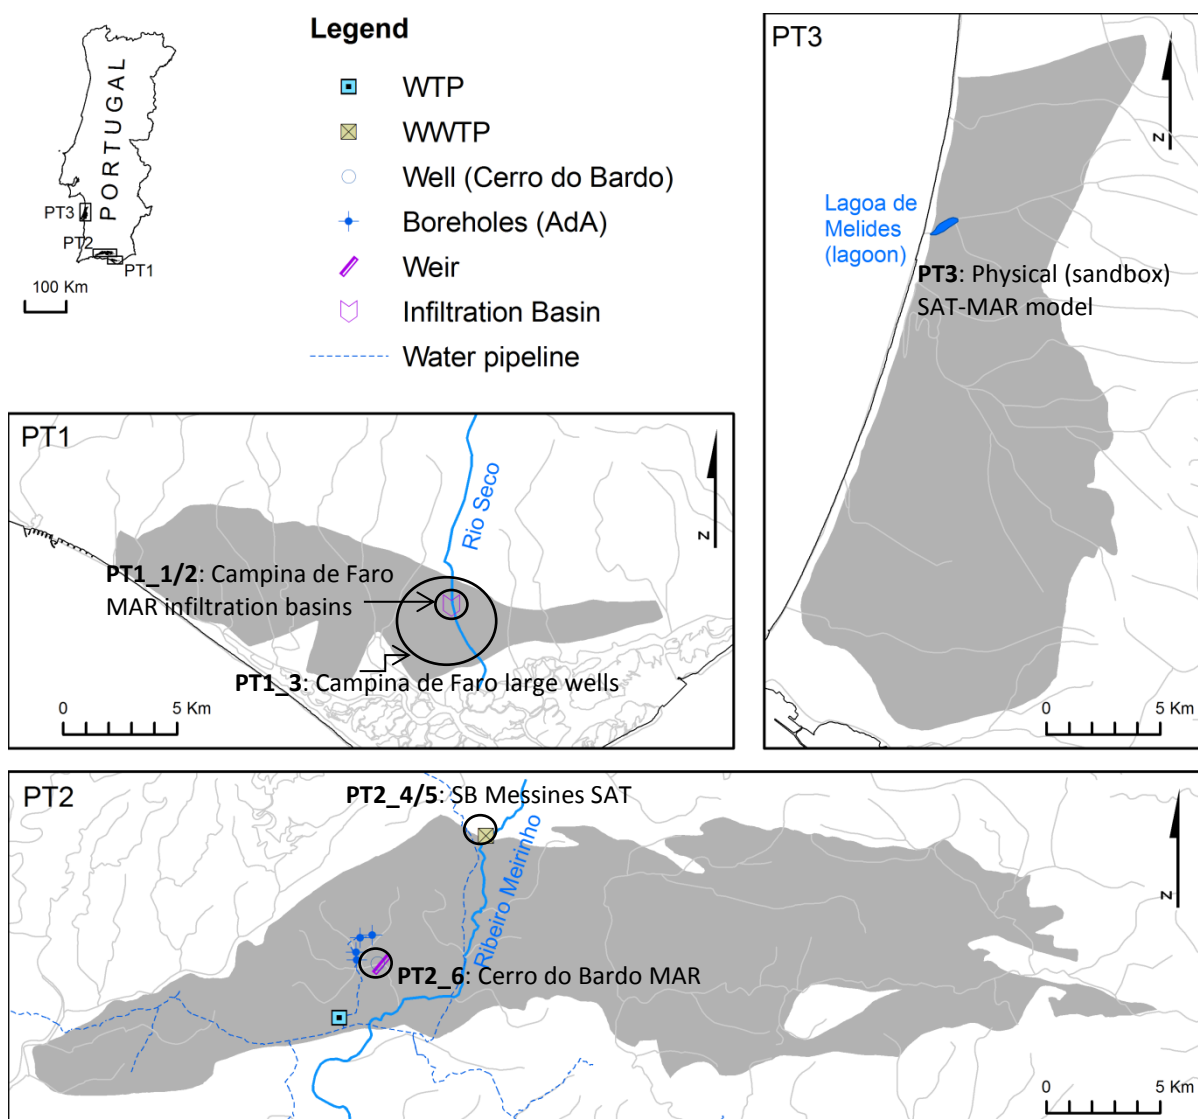 Legend
WTP
WWTP
Well (Cerro do Bardo)
Boreholes (AdA)
Weir
Infiltration Basin
Water pipeline
PORTUGAL
PT3
PT2
PT1
100 Km
PT3
N
Lagoa de
Melides
(lagoon)
PT3: Physical (sandbox)
SAT-MAR model
0 5 Km
PT1
N
Rio Seco
PT1_1/2: Campina de Faro
MAR infiltration basins
PT1_3: Campina de Faro large wells
0 5 Km
PT2
N
PT2_4/5: SB Messines SAT
Ribeiro Meirinho
PT2_6: Cerro do Bardo MAR
0 5 Km